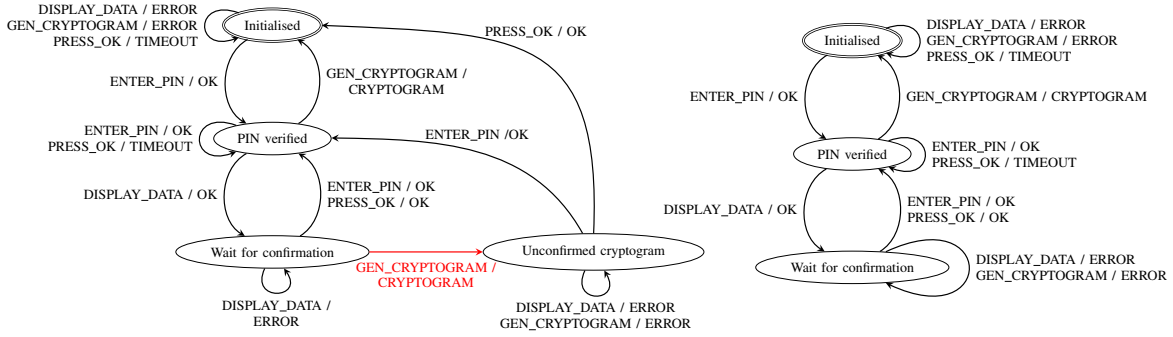 DISPLAY_DATA / ERROR
GEN_CRYPTOGRAM / ERROR
PRESS_OK / TIMEOUT
Initialised
PRESS_OK / OK
ENTER_PIN / OK
GEN_CRYPTOGRAM /
CRYPTOGRAM
ENTER_PIN / OK
PRESS_OK / TIMEOUT
PIN verified
ENTER_PIN /OK
DISPLAY_DATA / OK
ENTER_PIN / OK
PRESS_OK / OK
Wait for confirmation
GEN_CRYPTOGRAM /
CRYPTOGRAM
Unconfirmed cryptogram
DISPLAY_DATA /
ERROR
DISPLAY_DATA / ERROR
GEN_CRYPTOGRAM / ERROR
Initialised
DISPLAY_DATA / ERROR
GEN_CRYPTOGRAM / ERROR
PRESS_OK / TIMEOUT
ENTER_PIN / OK
GEN_CRYPTOGRAM / CRYPTOGRAM
PIN verified
ENTER_PIN / OK
PRESS_OK / TIMEOUT
DISPLAY_DATA / OK
ENTER_PIN / OK
PRESS_OK / OK
Wait for confirmation
DISPLAY_DATA / ERROR
GEN_CRYPTOGRAM / ERROR